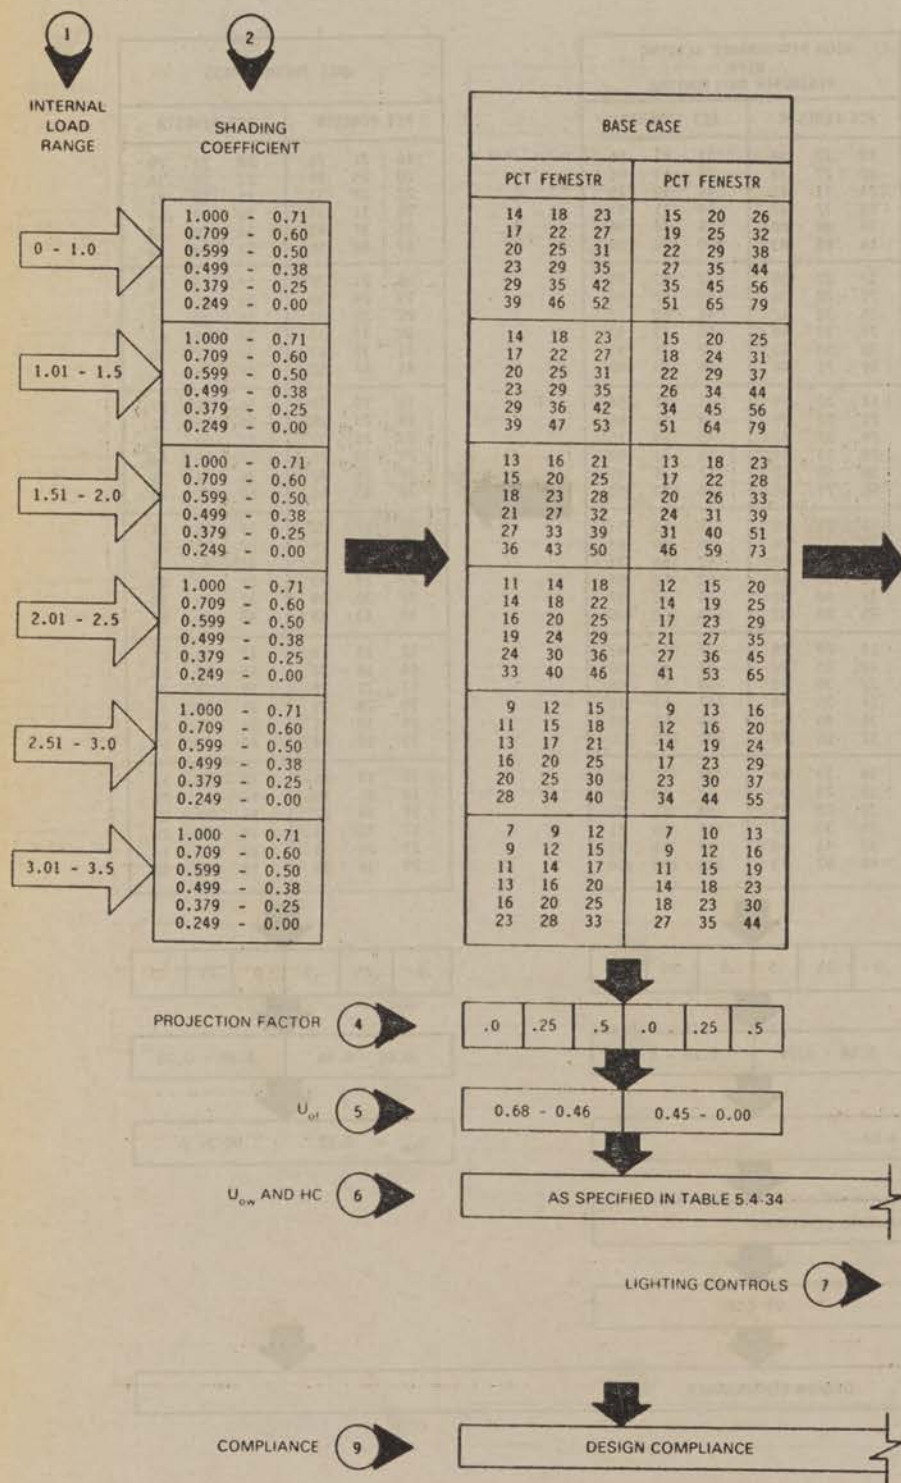 1
2
INTERNAL
LOAD
RANGE
SHADING
COEFFICIENT
BASE CASE
PCT FENESTR PCT FENESTR
0 - 1.0
1.000 - 0.71 14 18 23 15 20 26
0.709 - 0.60 17 22 27 19 25 32
0.599 - 0.50 20 25 31 22 29 38
0.499 - 0.38 23 29 35 27 35 44
0.379 - 0.25 29 35 42 35 45 56
0.249 - 0.00 39 46 52 51 65 79
1.01 - 1.5
1.000 - 0.71 14 18 23 15 20 25
0.709 - 0.60 17 22 27 18 24 31
0.599 - 0.50 20 25 31 22 29 37
0.499 - 0.38 23 29 35 26 34 44
0.379 - 0.25 29 36 42 34 45 56
0.249 - 0.00 39 47 53 51 64 79
1.51 - 2.0
1.000 - 0.71 13 16 21 13 18 23
0.709 - 0.60 15 20 25 17 22 28
0.599 - 0.50 18 23 28 20 26 33
0.499 - 0.38 21 27 32 24 31 39
0.379 - 0.25 27 33 39 31 40 51
0.249 - 0.00 36 43 50 46 59 73
2.01 - 2.5
1.000 - 0.71 11 14 18 12 15 20
0.709 - 0.60 14 18 22 14 19 25
0.599 - 0.50 16 20 25 17 23 29
0.499 - 0.38 19 24 29 21 27 35
0.379 - 0.25 24 30 36 27 36 45
0.249 - 0.00 33 40 46 41 53 65
2.51 - 3.0
1.000 - 0.71 9 12 15 9 13 16
0.709 - 0.60 11 15 18 12 16 20
0.599 - 0.50 13 17 21 14 19 24
0.499 - 0.38 16 20 25 17 23 29
0.379 - 0.25 20 25 30 23 30 37
0.249 - 0.00 28 34 40 34 44 55
3.01 - 3.5
1.000 - 0.71 7 9 12 7 10 13
0.709 - 0.60 9 12 15 9 12 16
0.599 - 0.50 11 14 17 11 15 19
0.499 - 0.38 13 16 20 14 18 23
0.379 - 0.25 16 20 25 18 23 30
0.249 - 0.00 23 28 33 27 35 44
PROJECTION FACTOR 4 .0 .25 .5 .0 .25 .5
5 0.68 - 0.46 0.45 - 0.00
Uow AND HC 6 AS SPECIFIED IN TABLE 5.4-34
LIGHTING CONTROLS 7
COMPLIANCE 9 DESIGN COMPLIANCE